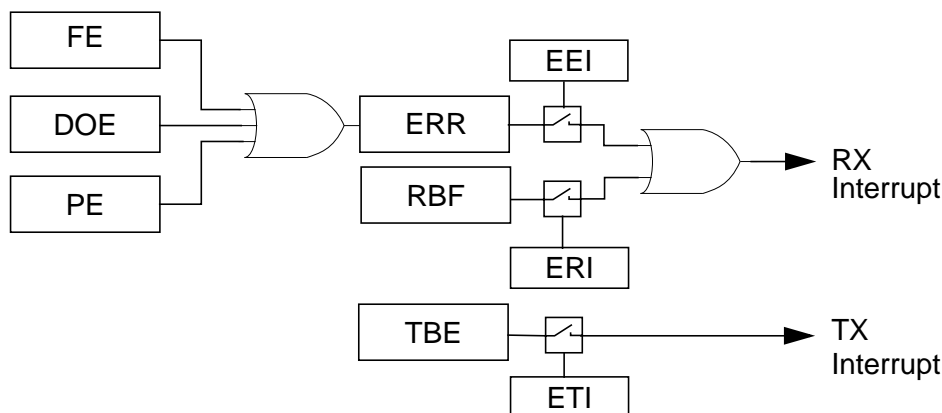 FE
DOE
PE
ERR
EEI
RBF
ERI
RX
Interrupt
TBE
ETI
TX
Interrupt